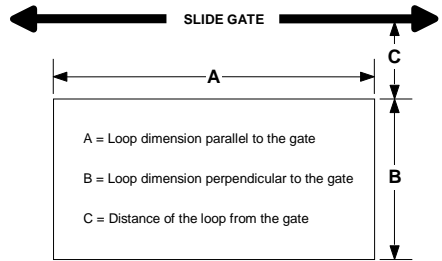 SLIDE GATE
C
A
A = Loop dimension parallel to the gate
B = Loop dimension perpendicular to the gate
B
C = Distance of the loop from the gate